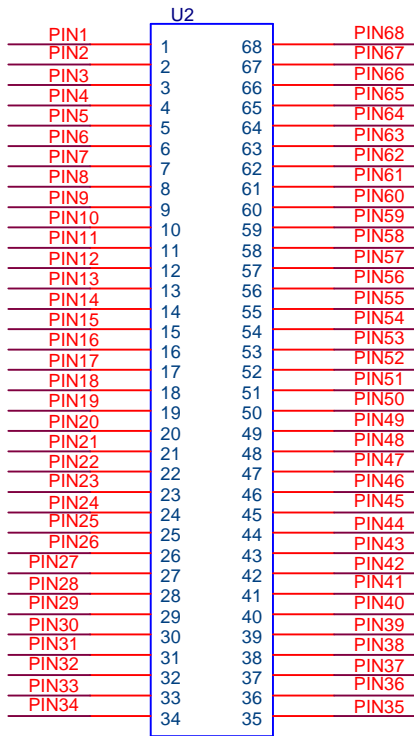 U2
PIN1 1 68 PIN68
PIN2 2 67 PIN67
PIN3 3 66 PIN66
PIN4 4 65 PIN65
PIN5 5 64 PIN64
PIN6 6 63 PIN63
PIN7 7 62 PIN62
PIN8 8 61 PIN61
PIN9 9 60 PIN60
PIN10 10 59 PIN59
PIN11 11 58 PIN58
PIN12 12 57 PIN57
PIN13 13 56 PIN56
PIN14 14 55 PIN55
PIN15 15 54 PIN54
PIN16 16 53 PIN53
PIN17 17 52 PIN52
PIN18 18 51 PIN51
PIN19 19 50 PIN50
PIN20 20 49 PIN49
PIN21 21 48 PIN48
PIN22 22 47 PIN47
PIN23 23 46 PIN46
PIN24 24 45 PIN45
PIN25 25 44 PIN44
PIN26 26 43 PIN43
PIN27 27 42 PIN42
PIN28 28 41 PIN41
PIN29 29 40 PIN40
PIN30 30 39 PIN39
PIN31 31 38 PIN38
PIN32 32 37 PIN37
PIN33 33 36 PIN36
PIN34 34 35 PIN35